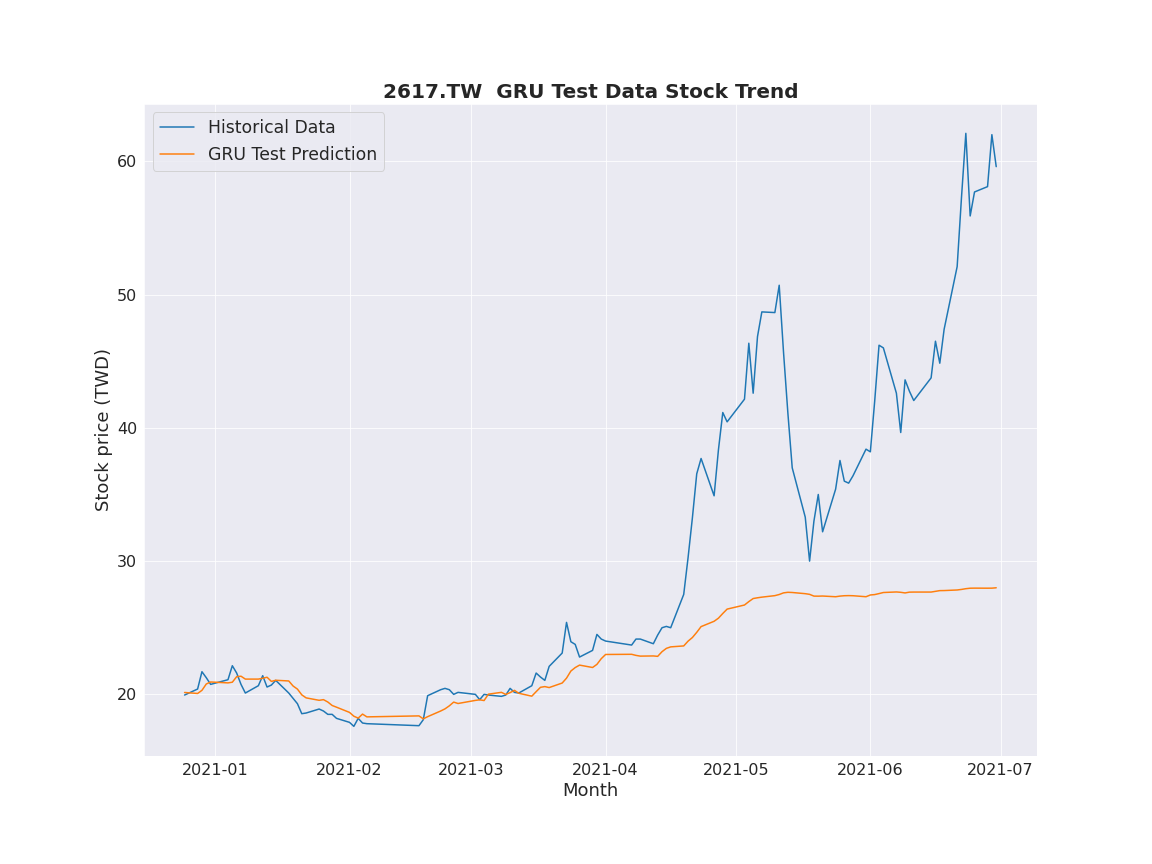 2617.TW  GRU Test Data Stock Trend
Historical Data
GRU Test Prediction
60
50
40
30
20
Stock price (TWD)
2021-01 2021-02 2021-03 2021-04 2021-05 2021-06 2021-07
Month